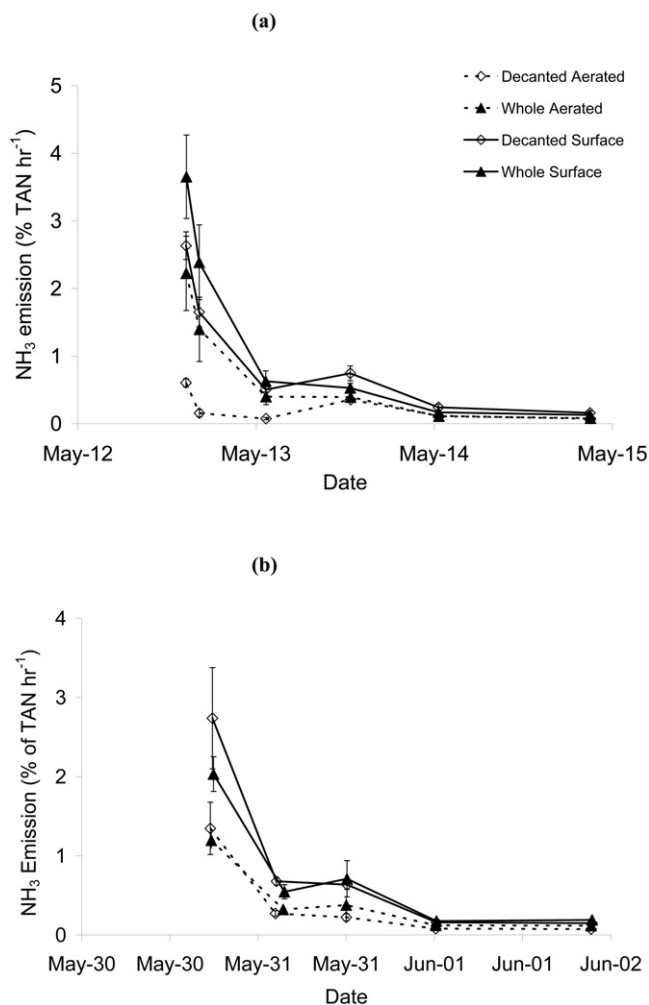 (a)
5
4
3
2
1
0
NH3 emission (% TAN hr-1)
Decanted Aerated
Whole Aerated
Decanted Surface
Whole Surface
May-12 May-13 May-14 May-15
Date
(b)
4
3
2
1
0
NH3 Emission (% of TAN hr-1)
May-30 May-30 May-31 May-31 Jun-01 Jun-01 Jun-02
Date